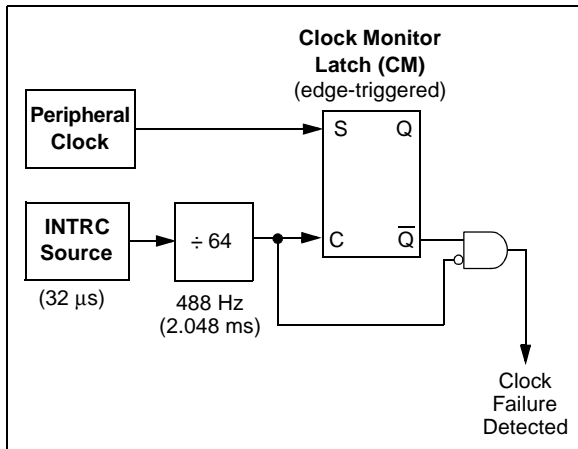 Clock Monitor
Latch (CM)
(edge-triggered)
Peripheral
Clock
S
Q
INTRC
Source
÷ 64
C
Q̅
(32 μs)
488 Hz
(2.048 ms)
Clock
Failure
Detected